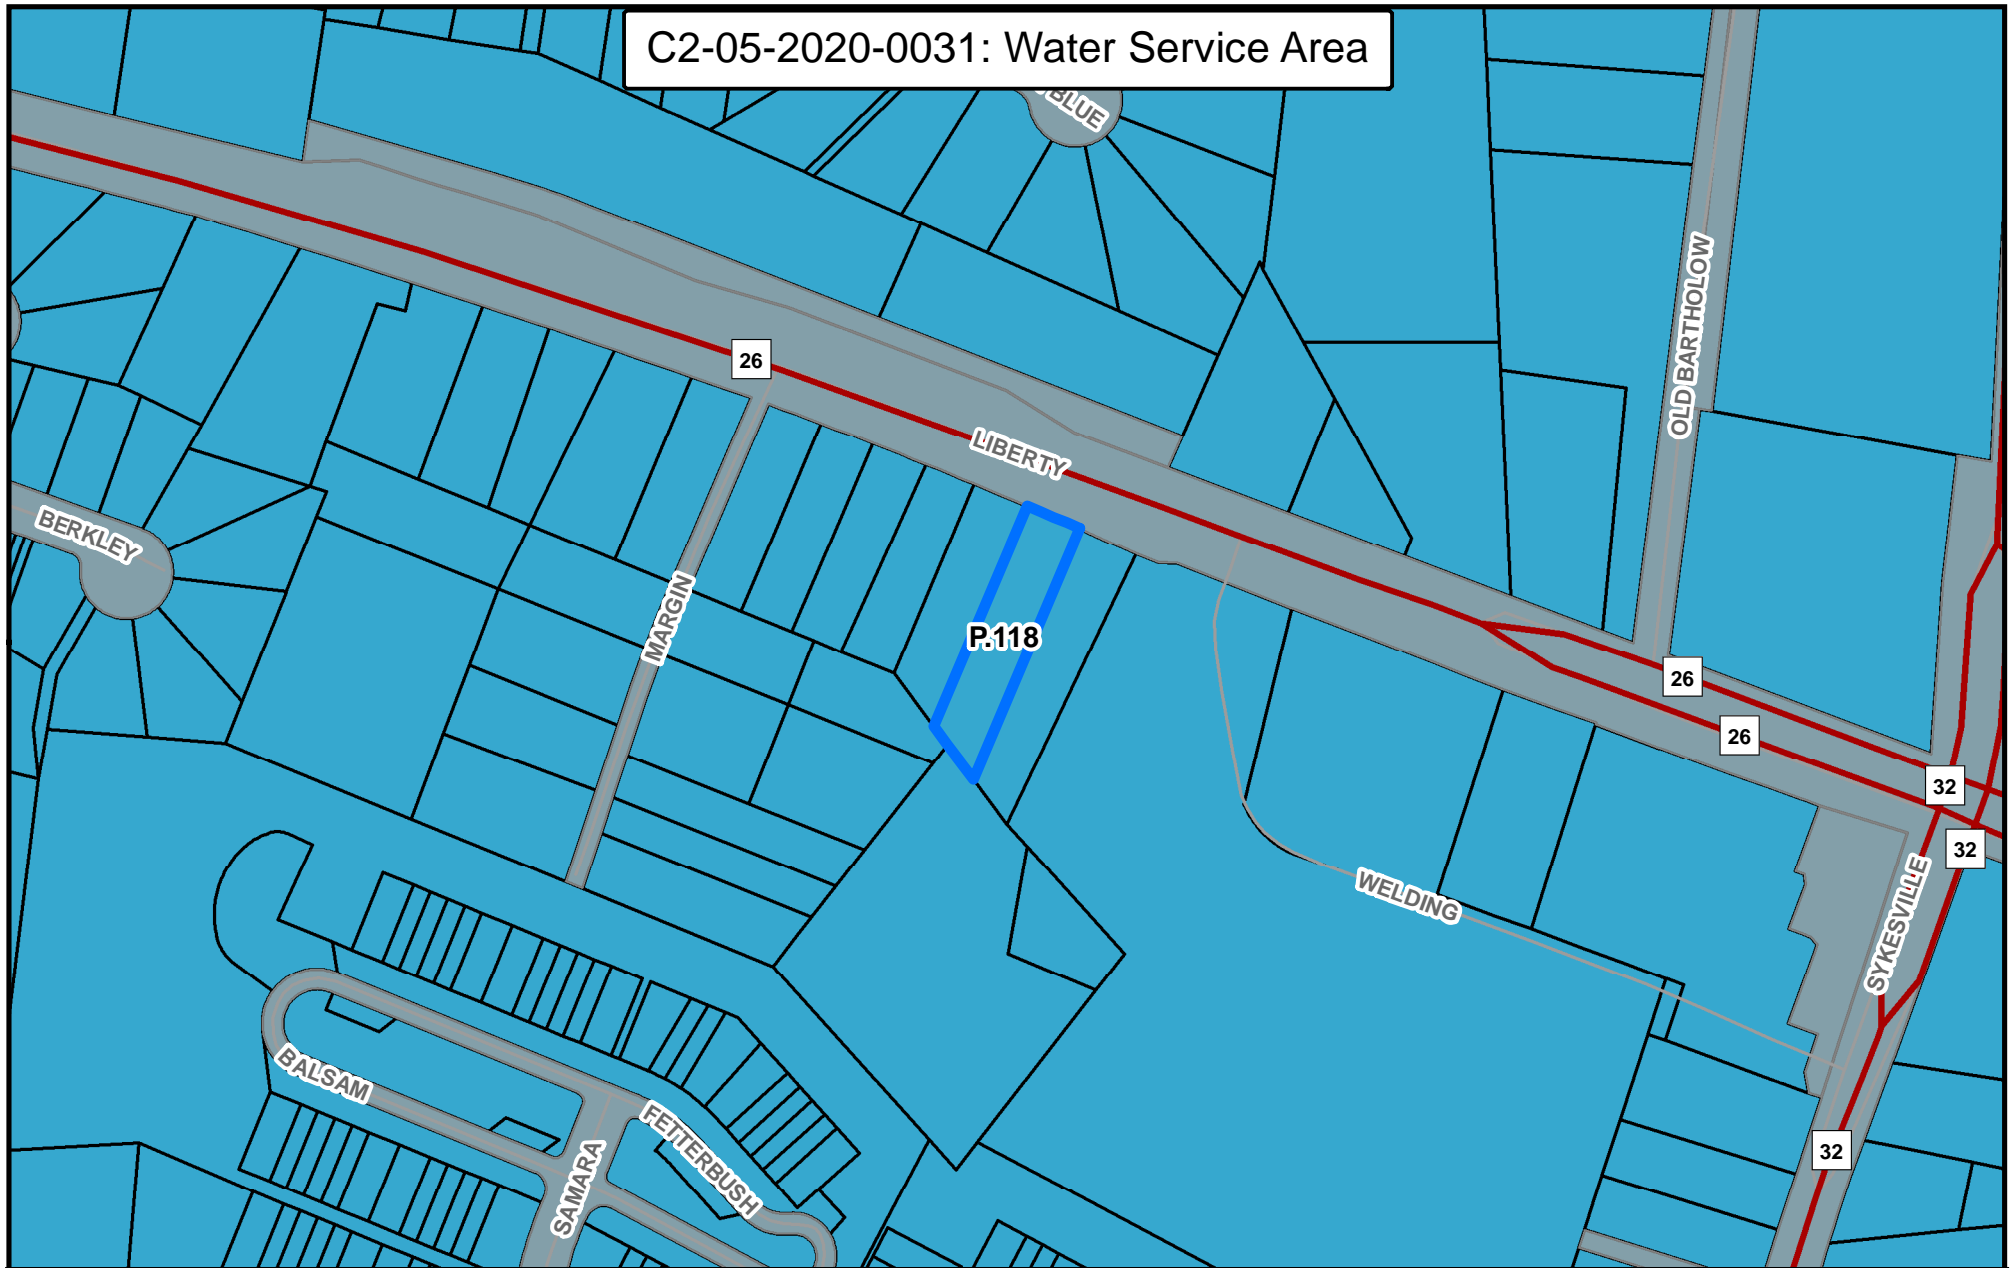 C2-05-2020-0031: Water Service Area
BLUE
OLD BARTHOLOW
26
LIBERTY
BERKLEY
MARGIN
P.118
26
26
32
32
WELDING
SYKESVILLE
BALSAM
FETTERBUSH
SAMARA
32